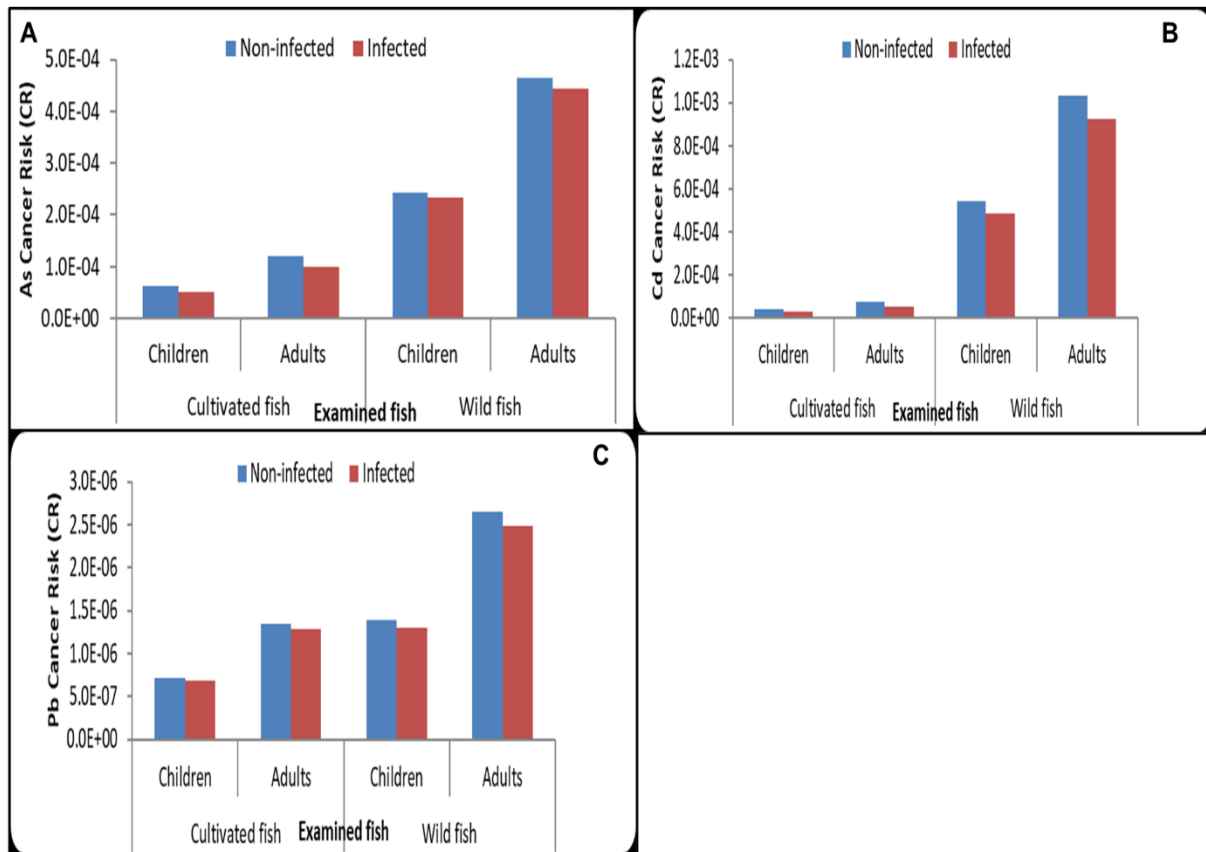 A
Non-infected Infected
As Cancer Risk (CR)
5.0E-04
4.0E-04
3.0E-04
2.0E-04
1.0E-04
0.0E+00
Children Adults Children Adults
Cultivated fish Examined fish Wild fish
B
Non-infected Infected
Cd Cancer Risk (CR)
1.2E-03
1.0E-03
8.0E-04
6.0E-04
4.0E-04
2.0E-04
0.0E+00
Children Adults Children Adults
Cultivated fish Examined fish Wild fish
C
Non-infected Infected
Pb Cancer Risk (CR)
3.0E-06
2.5E-06
2.0E-06
1.5E-06
1.0E-06
5.0E-07
0.0E+00
Children Adults Children Adults
Cultivated fish Examined fish Wild fish